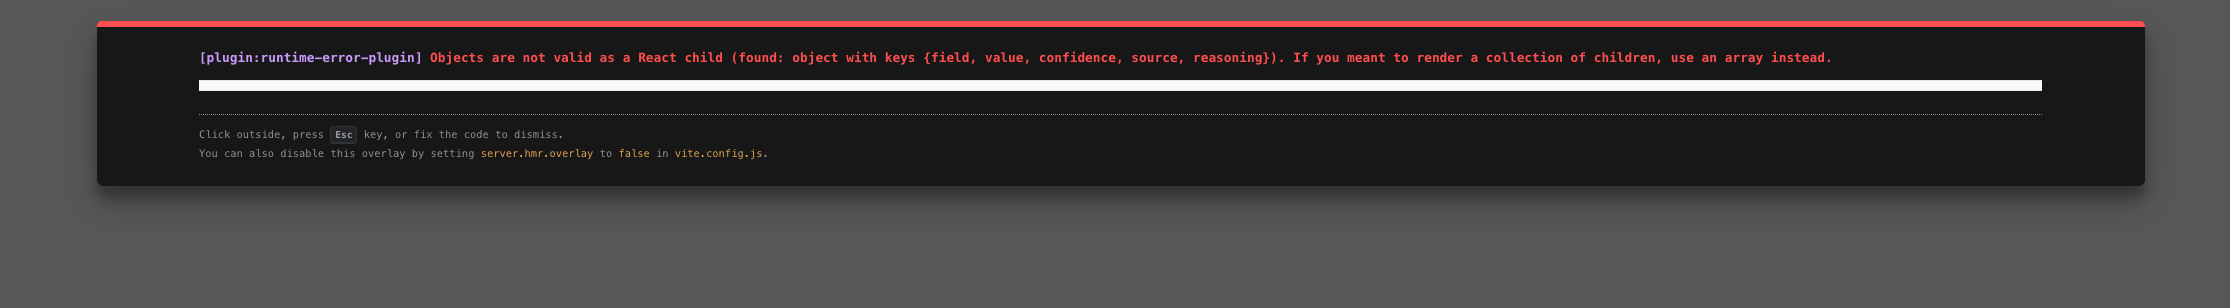 [plugin:runtime-error-plugin] Objects are not valid as a React child (found: object with keys {field, value, confidence, source, reasoning}). If you meant to render a collection of children, use an array instead.
Click outside, press Esc key, or fix the code to dismiss.
You can also disable this overlay by setting server.hmr.overlay to false in vite.config.js.